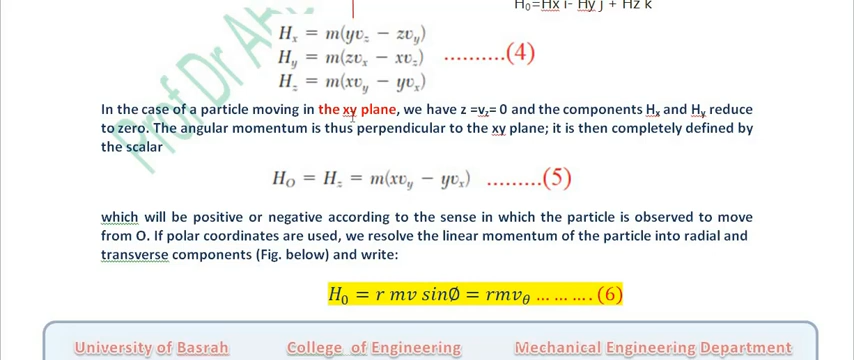 H₀=Hx i- Hy j + Hz k
Hₓ = m(yv_z − zv_y)
H_y = m(zvₓ − xv_z) ..........(4)
H_z = m(xv_y − yvₓ)
In the case of a particle moving in the xy plane, we have z =v_z= 0 and the components Hₓ and H_y reduce
to zero. The angular momentum is thus perpendicular to the xy plane; it is then completely defined by
the scalar
H_O = H_z = m(xv_y − yvₓ) .........(5)
which will be positive or negative according to the sense in which the particle is observed to move
from O. If polar coordinates are used, we resolve the linear momentum of the particle into radial and
transverse components (Fig. below) and write:
H₀ = r mv sinØ = rmv_θ ... ... ... . (6)
University of Basrah College of Engineering Mechanical Engineering Department
Prof Dr